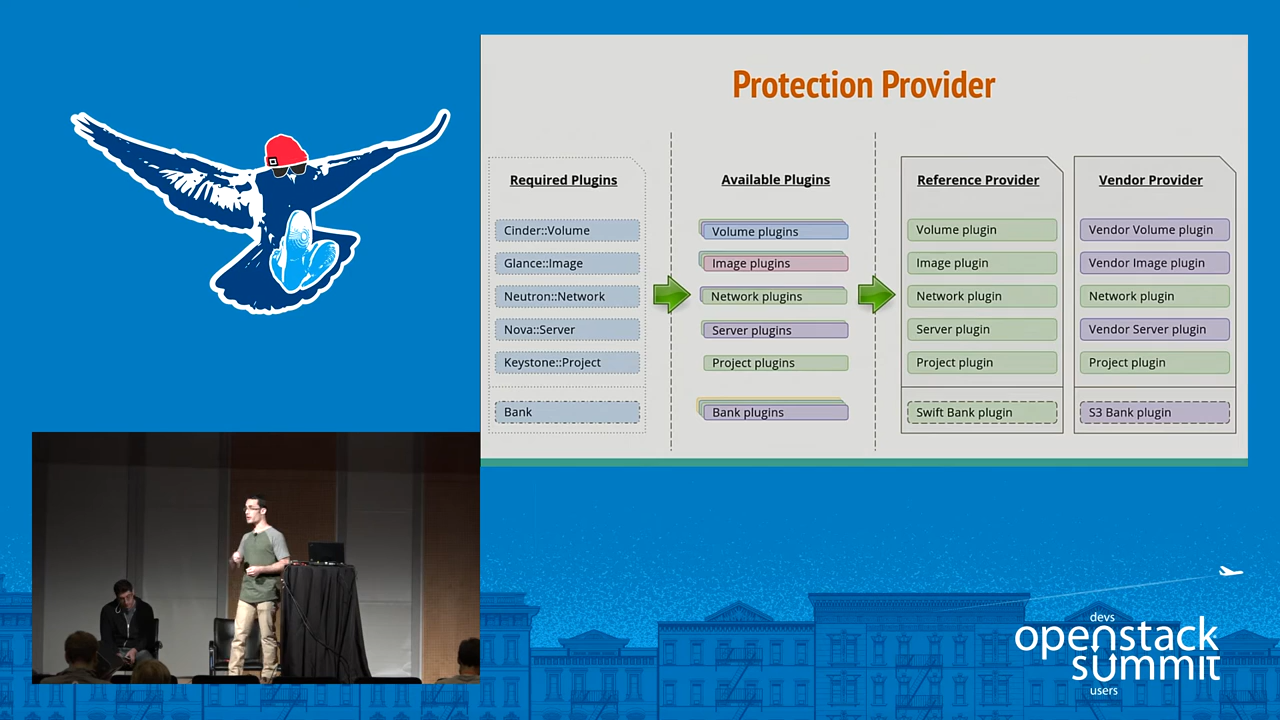 Protection Provider
Required Plugins
Cinder::Volume
Glance::Image
Neutron::Network
Nova::Server
Keystone::Project
Bank
Available Plugins
Volume plugins
Image plugins
Network plugins
Server plugins
Project plugins
Bank plugins
Reference Provider
Volume plugin
Image plugin
Network plugin
Server plugin
Project plugin
Swift Bank plugin
Vendor Provider
Vendor Volume plugin
Vendor Image plugin
Network plugin
Vendor Server plugin
Project plugin
S3 Bank plugin
devs
openstack
summit
users